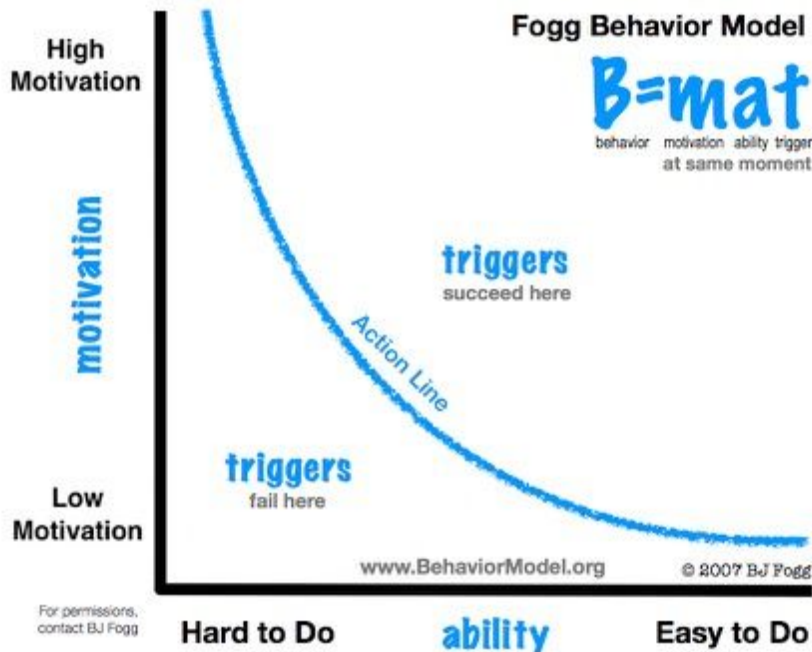 Fogg Behavior Model
B=mat
behavior motivation ability trigger
at same moment
High
Motivation
motivation
triggers
succeed here
Action Line
triggers
fail here
Low
Motivation
www.BehaviorModel.org
© 2007 BJ Fogg
For permissions,
contact BJ Fogg
Hard to Do
ability
Easy to Do